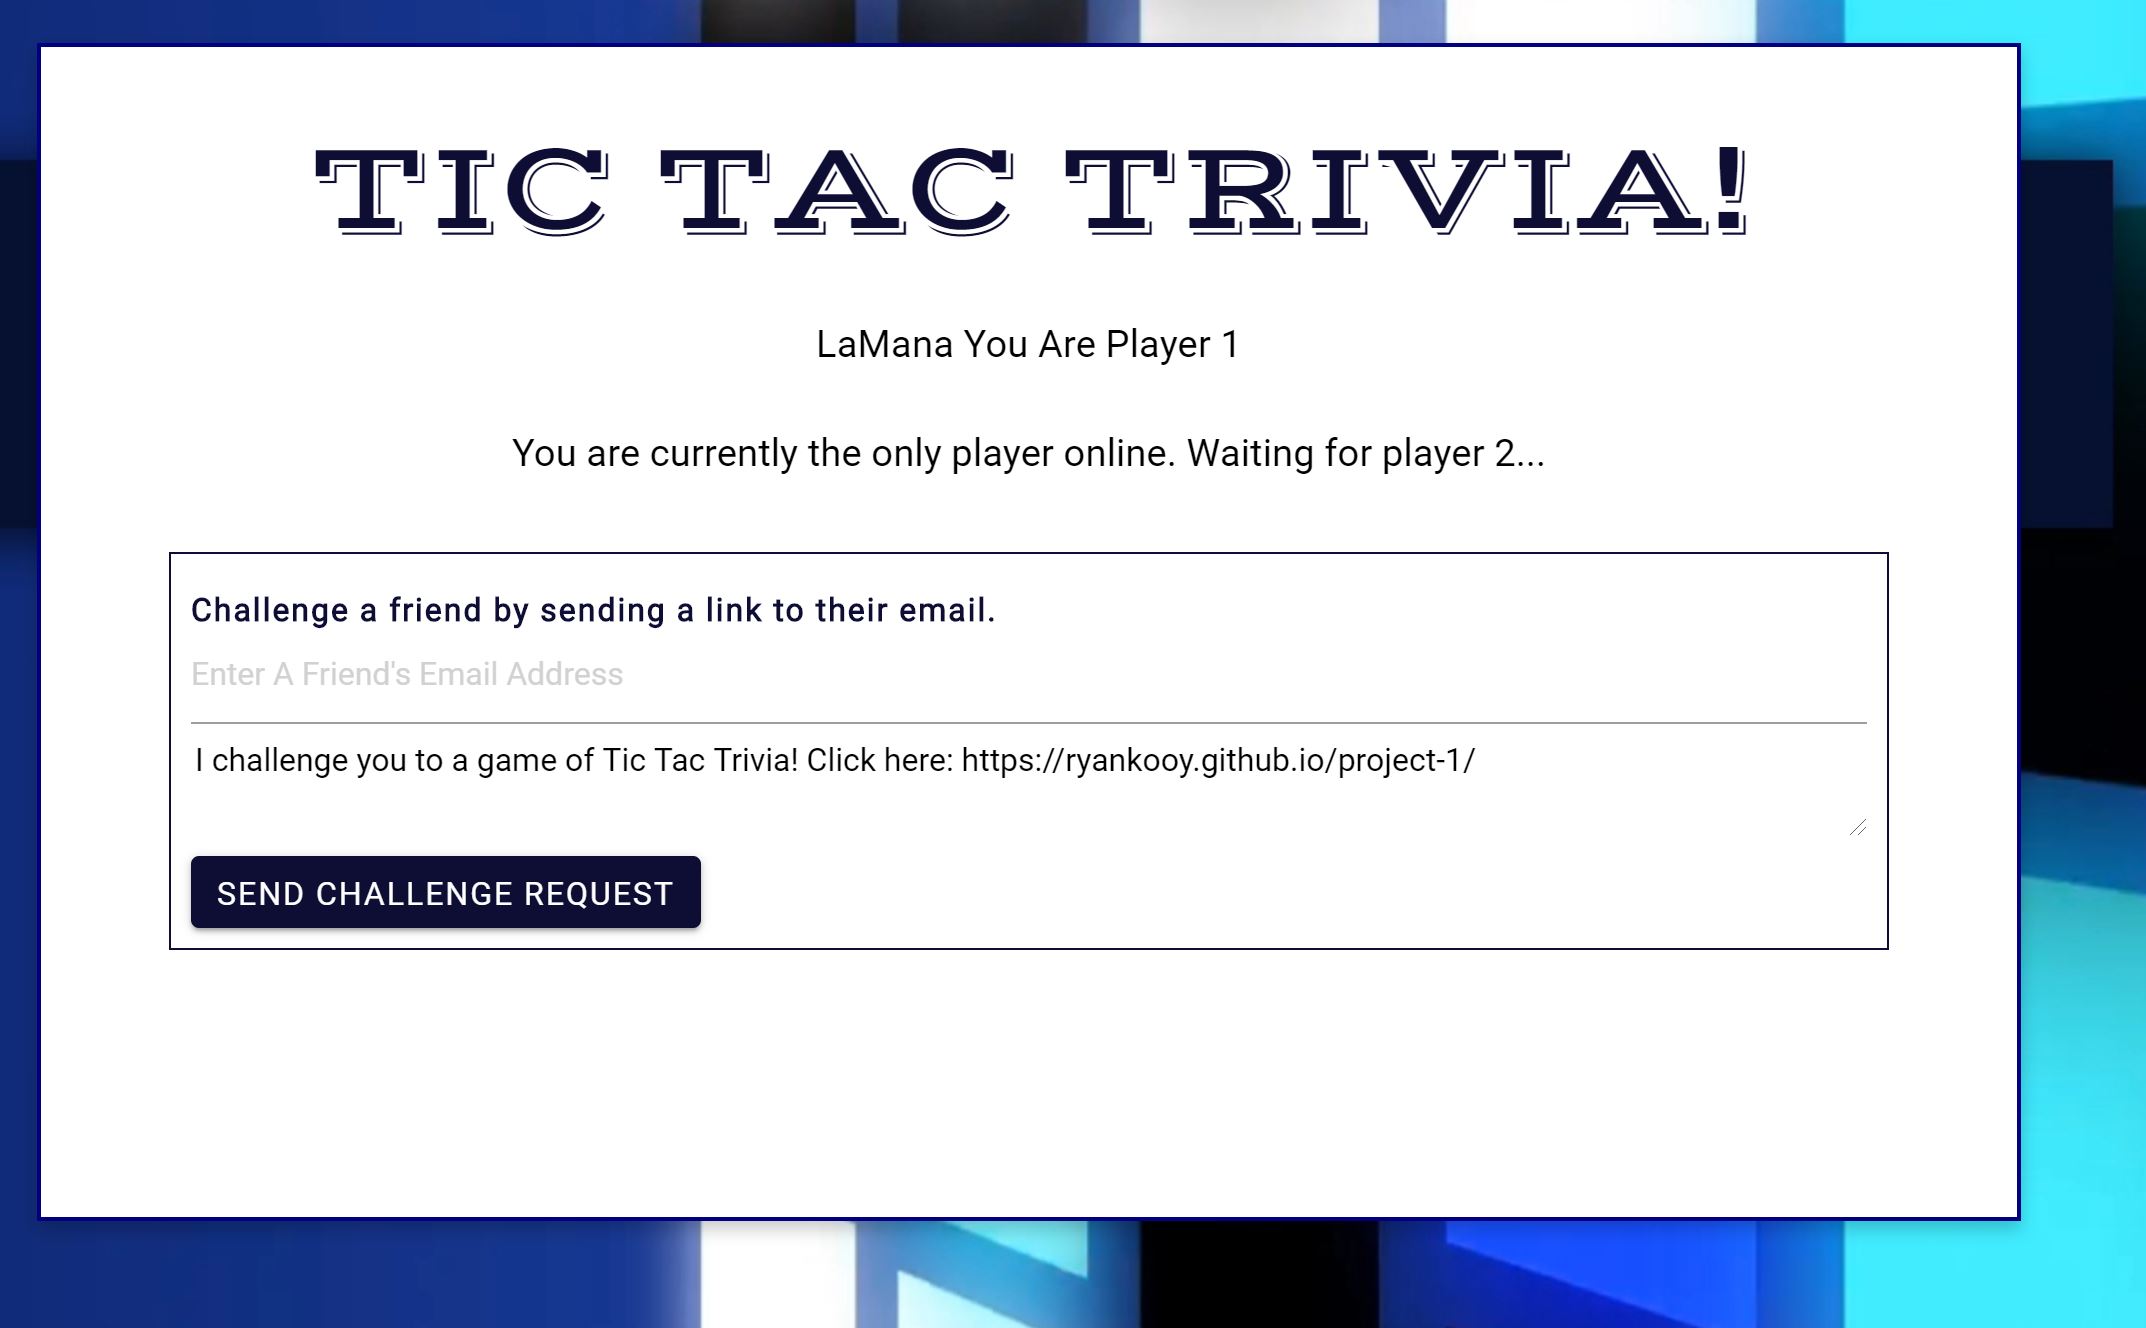 TIC TAC TRIVIA!
LaMana You Are Player 1
You are currently the only player online. Waiting for player 2...
Challenge a friend by sending a link to their email.
Enter A Friend's Email Address
I challenge you to a game of Tic Tac Trivia! Click here: https://ryankooy.github.io/project-1/
SEND CHALLENGE REQUEST